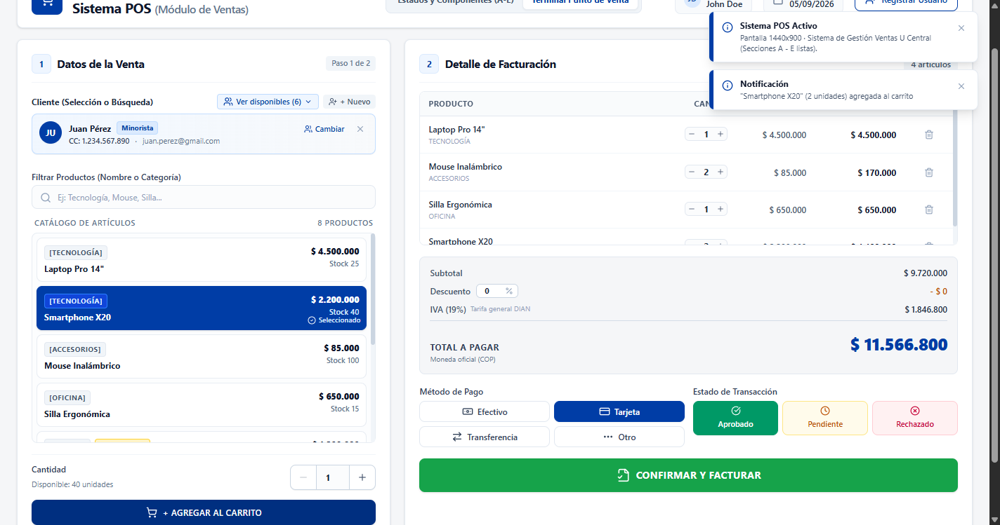 Sistema POS (Módulo de Ventas)
Estados y Componentes (A-E)
Terminal Punto de Venta
John Doe
05/09/2026
Registrar Usuario
Sistema POS Activo
Pantalla 1440x900 · Sistema de Gestión Ventas U Central
(Secciones A - E listas).
Notificación
"Smartphone X20" (2 unidades) agregada al carrito
1
Datos de la Venta
Paso 1 de 2
Cliente (Selección o Búsqueda)
Ver disponibles (6)
+ Nuevo
JU
Juan Pérez
Minorista
CC: 1.234.567.890 · juan.perez@gmail.com
Cambiar
Filtrar Productos (Nombre o Categoría)
Ej: Tecnología, Mouse, Silla...
CATÁLOGO DE ARTÍCULOS
8 PRODUCTOS
[TECNOLOGÍA]
Laptop Pro 14"
$ 4.500.000
Stock 25
[TECNOLOGÍA]
Smartphone X20
$ 2.200.000
Stock 40
Seleccionado
[ACCESORIOS]
Mouse Inalámbrico
$ 85.000
Stock 100
[OFICINA]
Silla Ergonómica
$ 650.000
Stock 15
Cantidad
Disponible: 40 unidades
1
+ AGREGAR AL CARRITO
2
Detalle de Facturación
4 artículos
PRODUCTO
Laptop Pro 14"
TECNOLOGÍA
− 1 +
$ 4.500.000
$ 4.500.000
Mouse Inalámbrico
ACCESORIOS
− 2 +
$ 85.000
$ 170.000
Silla Ergonómica
OFICINA
− 1 +
$ 650.000
$ 650.000
Smartphone X20
Subtotal
$ 9.720.000
Descuento
0 %
- $ 0
IVA (19%) Tarifa general DIAN
$ 1.846.800
TOTAL A PAGAR
Moneda oficial (COP)
$ 11.566.800
Método de Pago
Efectivo
Tarjeta
Transferencia
Otro
Estado de Transacción
Aprobado
Pendiente
Rechazado
CONFIRMAR Y FACTURAR